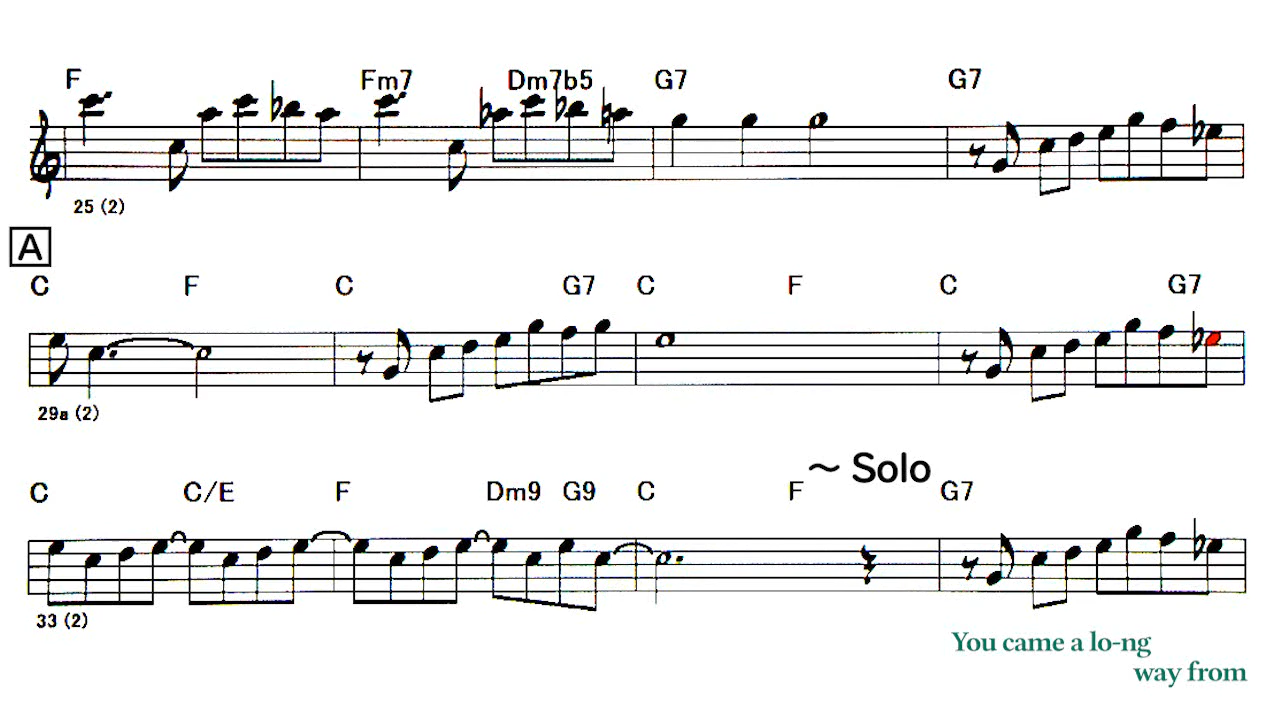 F Fm7 Dm7b5 G7 G7
25 (2)
A
C F C G7 C F C G7
29a (2)
~ Solo
C C/E F Dm9 G9 C F G7
33 (2)
You came a lo-ng
way from